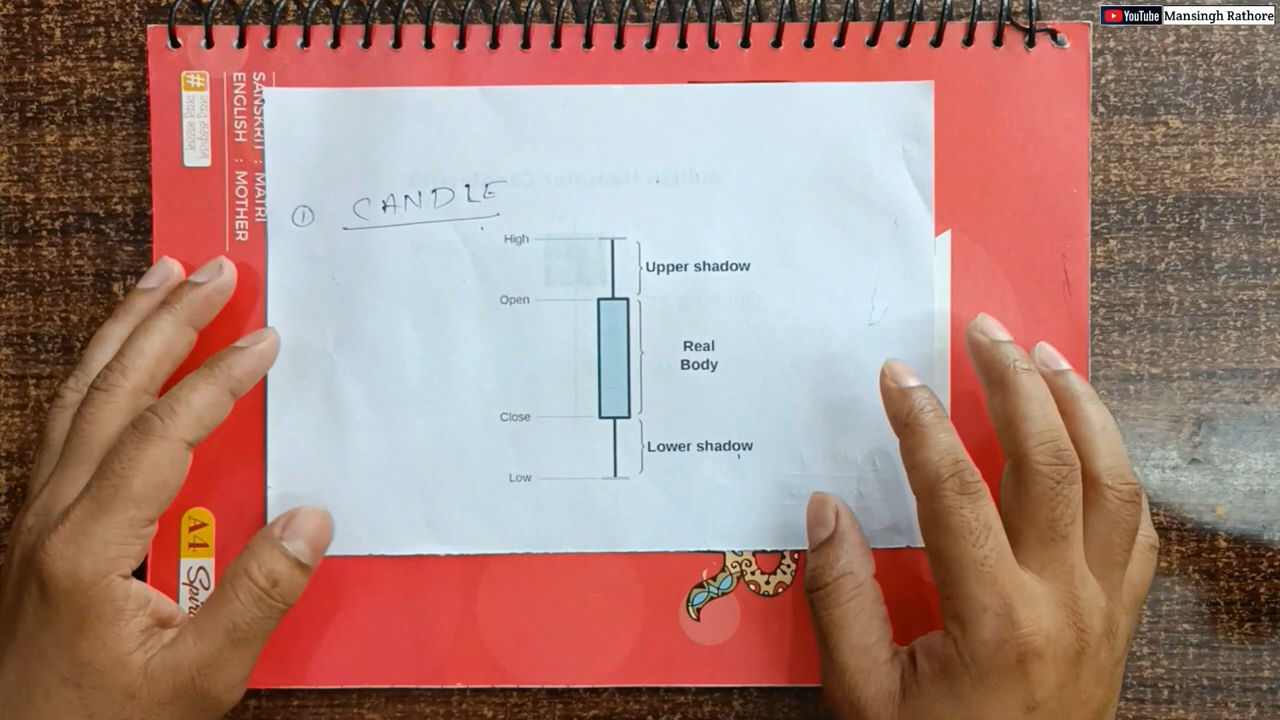 YouTube Mansingh Rathore
SANSKRIT : MATRI
ENGLISH : MOTHER
#
① CANDLE
High
Upper shadow
Open
Real
Body
Close
Lower shadow
Low
A4